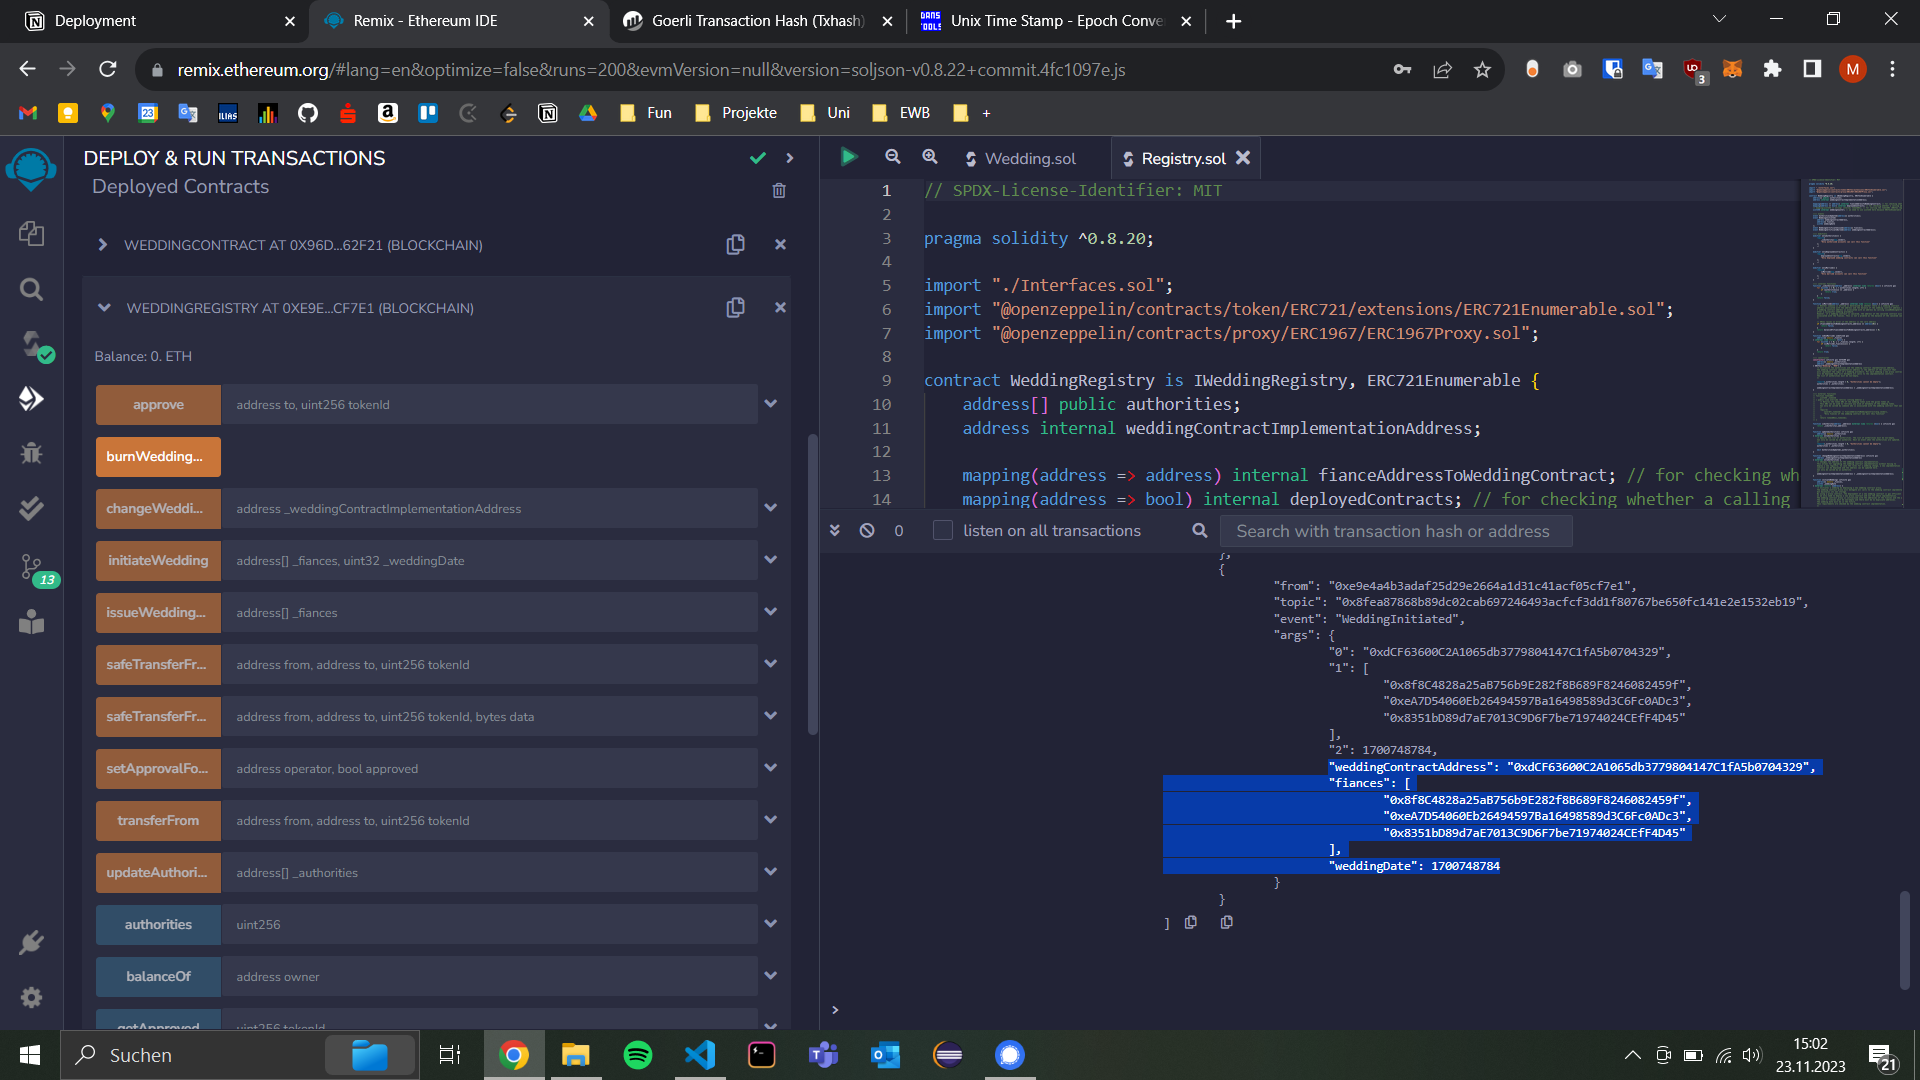 Deployment
Remix - Ethereum IDE
Goerli Transaction Hash (Txhash)
DANS TOOLS
Unix Time Stamp - Epoch Conve
remix.ethereum.org/#lang=en&optimize=false&runs=200&evmVersion=null&version=soljson-v0.8.22+commit.4fc1097e.js
3
M
23
ILIAS
Fun
Projekte
Uni
EWB
+
DEPLOY & RUN TRANSACTIONS
Deployed Contracts
WEDDINGCONTRACT AT 0X96D...62F21 (BLOCKCHAIN)
WEDDINGREGISTRY AT 0XE9E...CF7E1 (BLOCKCHAIN)
Balance: 0. ETH
approve
address to, uint256 tokenId
burnWedding...
changeWeddi...
address _weddingContractImplementationAddress
initiateWedding
address[] _fiances, uint32 _weddingDate
issueWedding...
address[] _fiances
safeTransferFr...
address from, address to, uint256 tokenId
safeTransferFr...
address from, address to, uint256 tokenId, bytes data
setApprovalFo...
address operator, bool approved
transferFrom
address from, address to, uint256 tokenId
updateAuthori...
address[] _authorities
authorities
uint256
balanceOf
address owner
getApproved
uint256 tokenId
13
Wedding.sol
Registry.sol
1 // SPDX-License-Identifier: MIT
2
3 pragma solidity ^0.8.20;
4
5 import "./Interfaces.sol";
6 import "@openzeppelin/contracts/token/ERC721/extensions/ERC721Enumerable.sol";
7 import "@openzeppelin/contracts/proxy/ERC1967/ERC1967Proxy.sol";
8
9 contract WeddingRegistry is IWeddingRegistry, ERC721Enumerable {
10 address[] public authorities;
11 address internal weddingContractImplementationAddress;
12
13 mapping(address => address) internal fianceAddressToWeddingContract; // for checking wh
14 mapping(address => bool) internal deployedContracts; // for checking whether a calling
0
listen on all transactions
Search with transaction hash or address
},
{
"from": "0xe9e4a4b3adaf25d29e2664a1d31c41acf05cf7e1",
"topic": "0x8fea87868b89dc02cab697246493acfcf3dd1f80767be650fc141e2e1532eb19",
"event": "WeddingInitiated",
"args": {
"0": "0xdCF63600C2A1065db3779804147C1fA5b0704329",
"1": [
"0x8f8C4828a25aB756b9E282f8B689F8246082459f",
"0xeA7D54060Eb26494597Ba16498589d3C6Fc0ADc3",
"0x8351bD89d7aE7013C9D6F7be71974024CEfF4D45"
],
"2": 1700748784,
"weddingContractAddress": "0xdCF63600C2A1065db3779804147C1fA5b0704329",
"fiances": [
"0x8f8C4828a25aB756b9E282f8B689F8246082459f",
"0xeA7D54060Eb26494597Ba16498589d3C6Fc0ADc3",
"0x8351bD89d7aE7013C9D6F7be71974024CEfF4D45"
],
"weddingDate": 1700748784
}
}
]
>
Suchen
15:02
23.11.2023
21